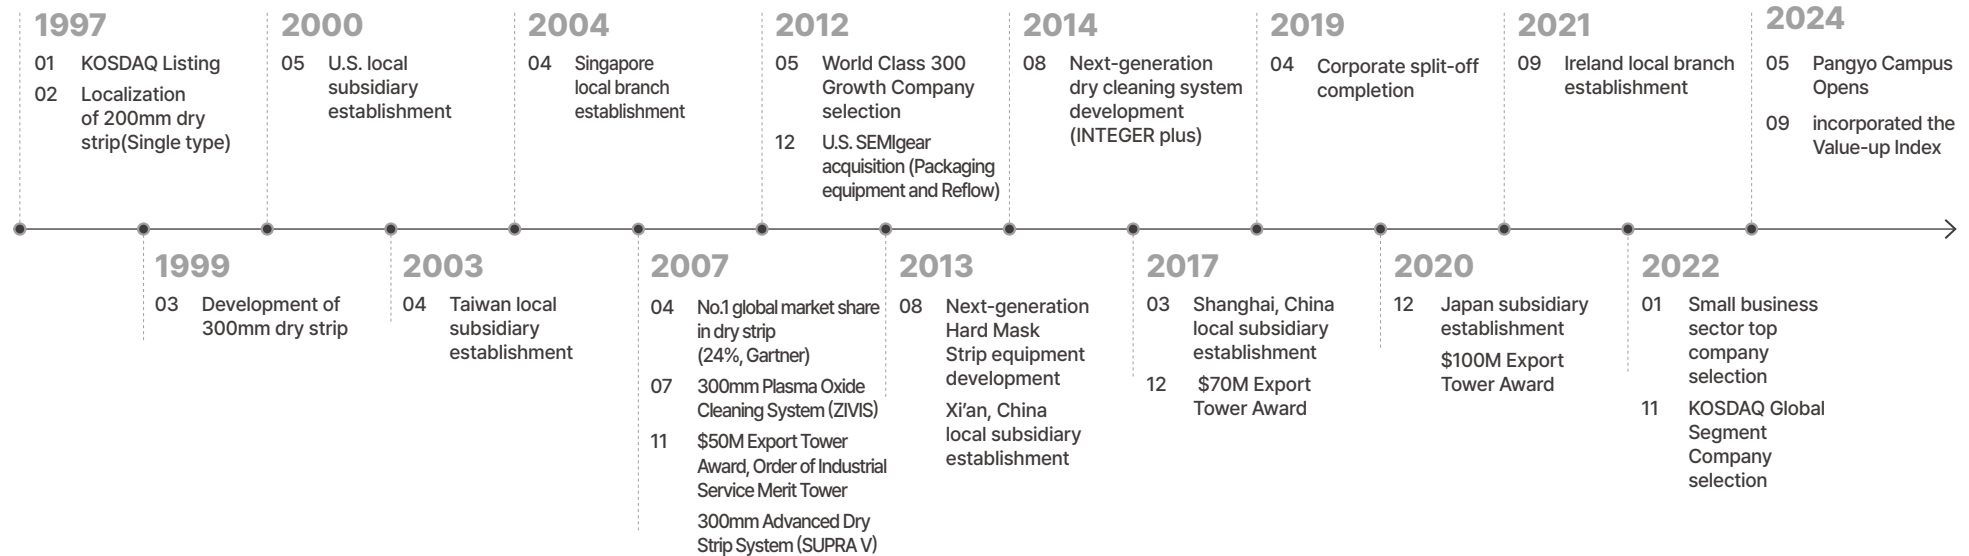 1997
01 KOSDAQ Listing
02 Localization
of 200mm dry
strip(Single type)
2000
05 U.S. local
subsidiary
establishment
2004
04 Singapore
local branch
establishment
2012
05 World Class 300
Growth Company
selection
12 U.S. SEMIgear
acquisition (Packaging
equipment and Reflow)
2014
08 Next-generation
dry cleaning system
development
(INTEGER plus)
2019
04 Corporate split-off
completion
2021
09 Ireland local branch
establishment
2024
05 Pangyo Campus
Opens
09 incorporated the
Value-up Index
1999
03 Development of
300mm dry strip
2003
04 Taiwan local
subsidiary
establishment
2007
04 No.1 global market share
in dry strip
(24%, Gartner)
07 300mm Plasma Oxide
Cleaning System (ZIVIS)
11 $50M Export Tower
Award, Order of Industrial
Service Merit Tower
300mm Advanced Dry
Strip System (SUPRA V)
2013
08 Next-generation
Hard Mask
Strip equipment
development
Xi’an, China
local subsidiary
establishment
2017
03 Shanghai, China
local subsidiary
establishment
12 $70M Export
Tower Award
2020
12 Japan subsidiary
establishment
$100M Export
Tower Award
2022
01 Small business
sector top
company
selection
11 KOSDAQ Global
Segment
Company
selection